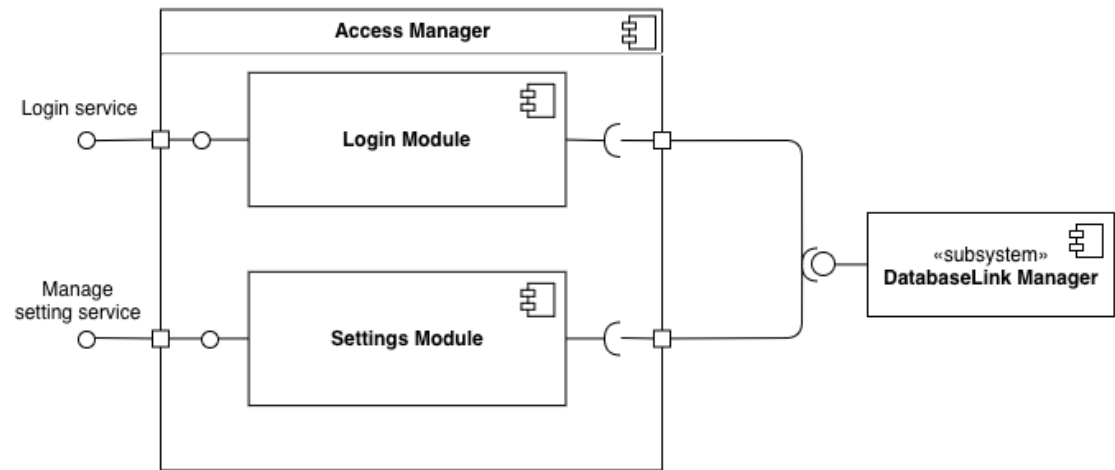 Access Manager
Login service
Login Module
«subsystem»
DatabaseLink Manager
Manage
setting service
Settings Module